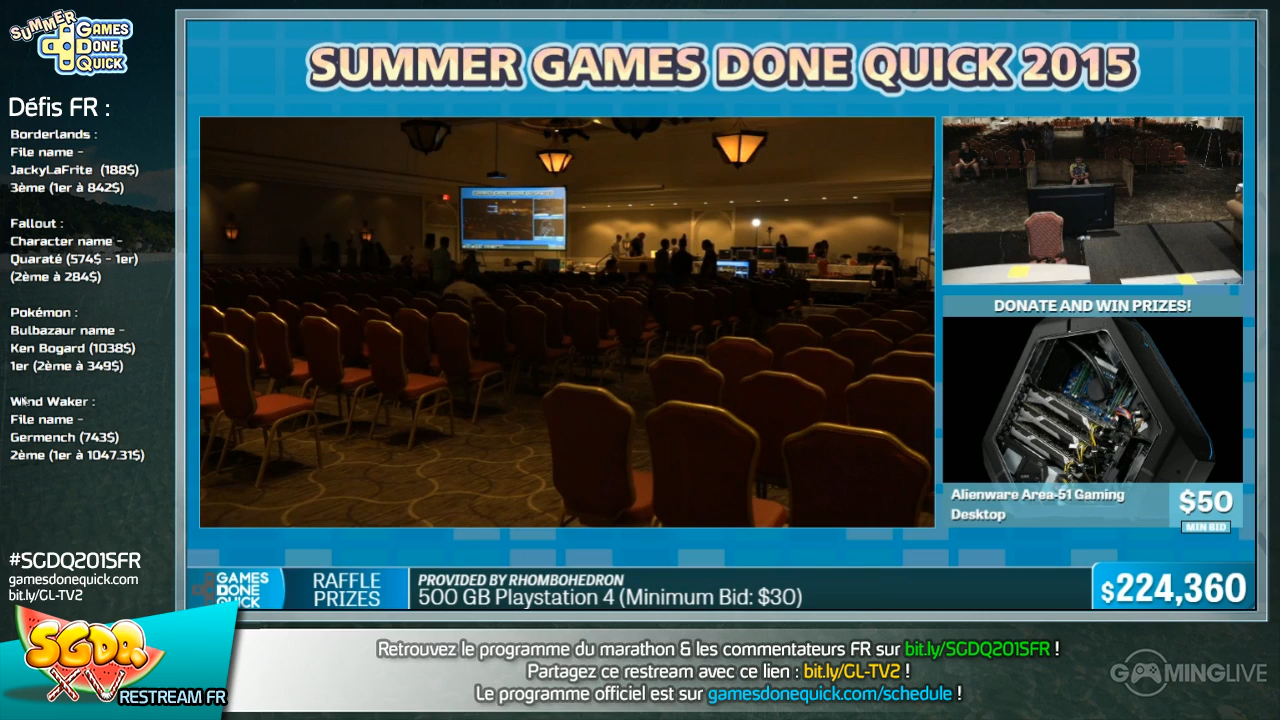 SUMMER
GAMES
DONE
QUICK
Défis FR :
Borderlands :
File name -
JackyLaFrite (188$)
3ème (1er à 842$)
Fallout :
Character name -
Quaraté (574$ - 1er)
(2ème à 284$)
Pokémon :
Bulbazaur name -
Ken Bogard (1038$)
1er (2ème à 349$)
Wind Waker :
File name -
Germench (743$)
2ème (1er à 1047.31$)
#SGDQ2015FR
gamesdonequick.com
bit.ly/GL-TV2
SGDQ
RESTREAM FR
SUMMER GAMES DONE QUICK 2015
DONATE AND WIN PRIZES!
Alienware Area-51 Gaming
Desktop
$50
MIN BID
GAMES
DONE
QUICK
RAFFLE
PRIZES
PROVIDED BY RHOMBOHEDRON
500 GB Playstation 4 (Minimum Bid: $30)
$224,360
Retrouvez le programme du marathon & les commentateurs FR sur bit.ly/SGDQ2015FR !
Partagez ce restream avec ce lien : bit.ly/GL-TV2 !
Le programme officiel est sur gamesdonequick.com/schedule !
GAMINGLIVE